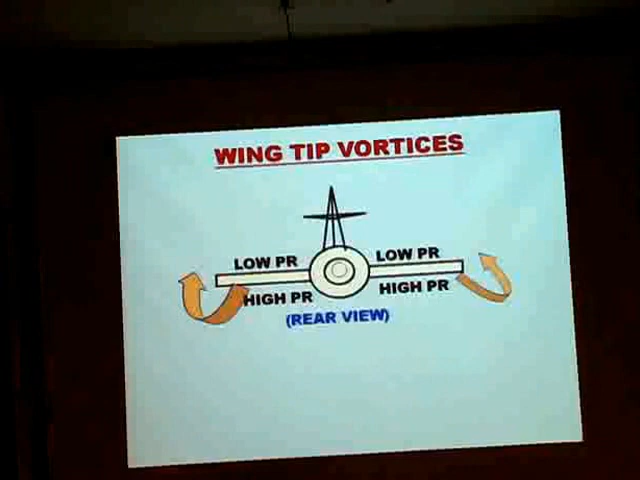 WING TIP VORTICES
LOW PR LOW PR
HIGH PR HIGH PR
(REAR VIEW)